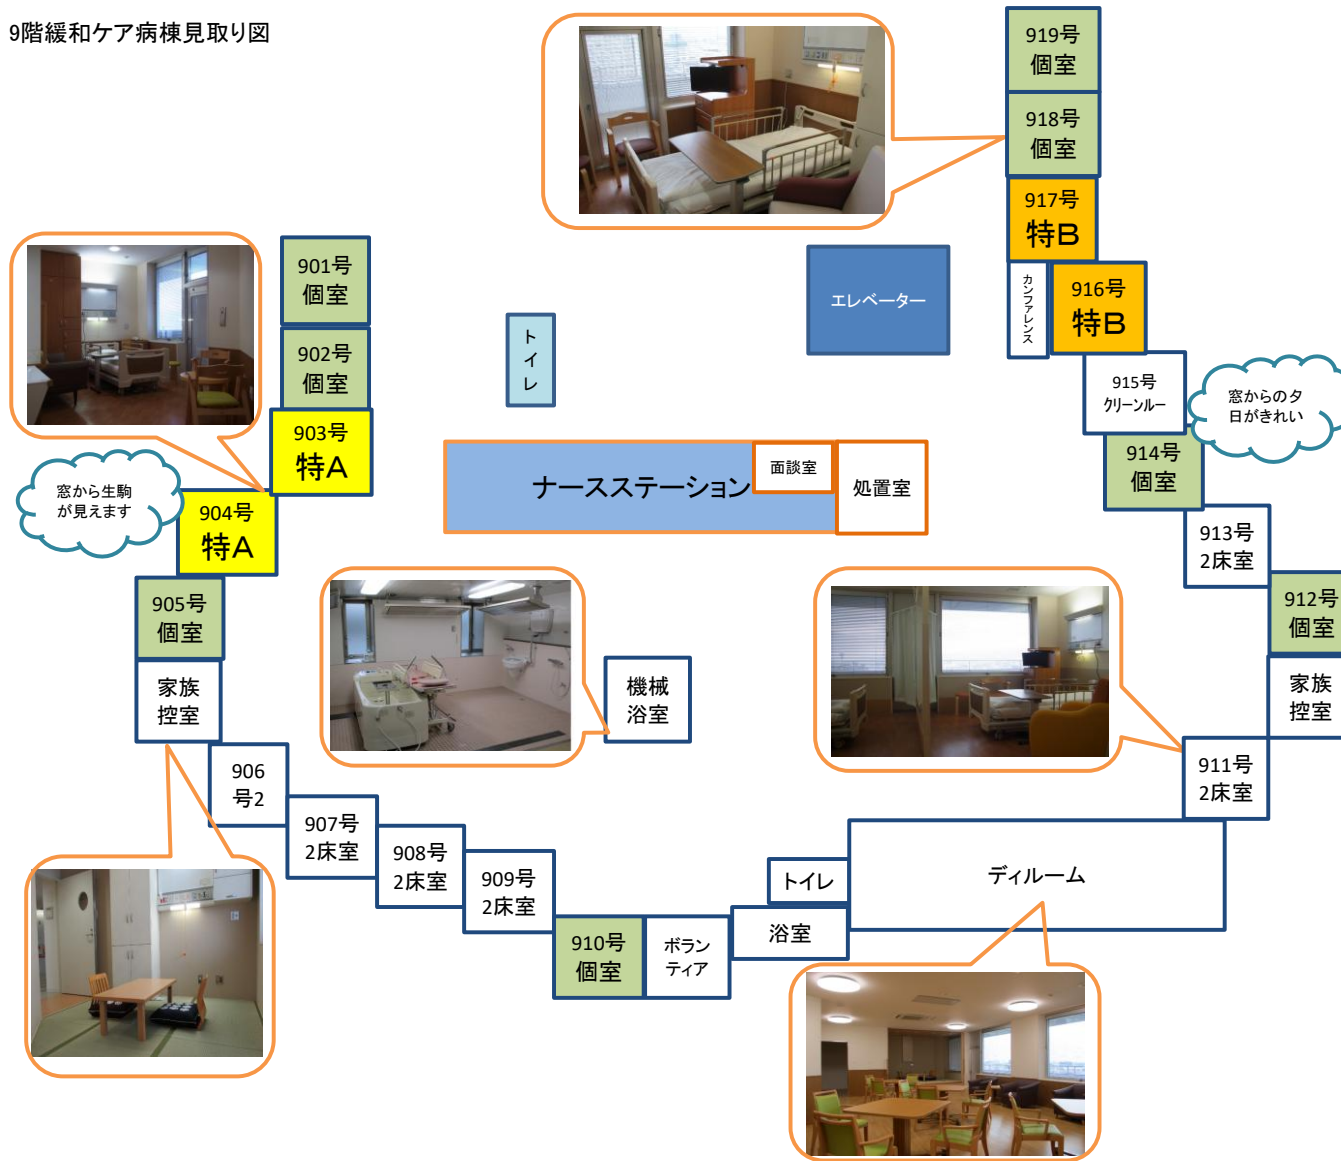 9階緩和ケア病棟見取り図
919号
個室
918号
個室
917号
特B
カンファレンス
916号
特B
エレベーター
901号
個室
902号
個室
903号
特A
904号
特A
窓から生駒
が見えます
トイレ
915号
クリーンルー
窓からの夕
日がきれい
914号
個室
ナースステーション
面談室
処置室
913号
2床室
905号
個室
912号
個室
家族
控室
機械
浴室
家族
控室
906
号2
911号
2床室
907号
2床室
908号
2床室
909号
2床室
トイレ
ディルーム
910号
個室
ボラン
ティア
浴室